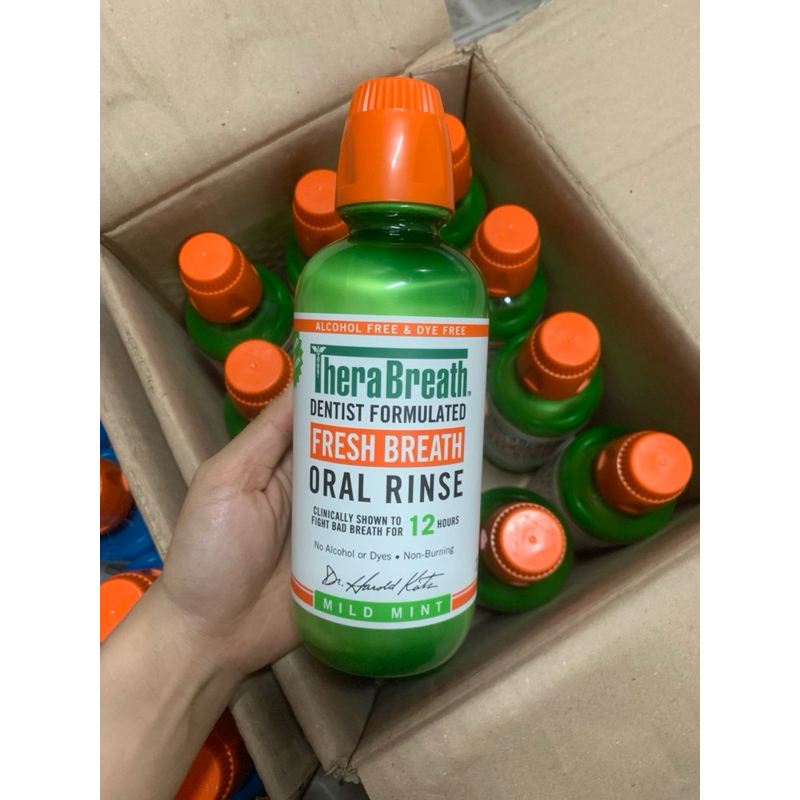 ALCOHOL FREE & DYE FREE
TheraBreath
DENTIST FORMULATED
FRESH BREATH
ORAL RINSE
CLINICALLY SHOWN TO
FIGHT BAD BREATH FOR 12 HOURS
No Alcohol or Dyes • Non-Burning
Dr. Harold Katz
MILD MINT
TheraBreath